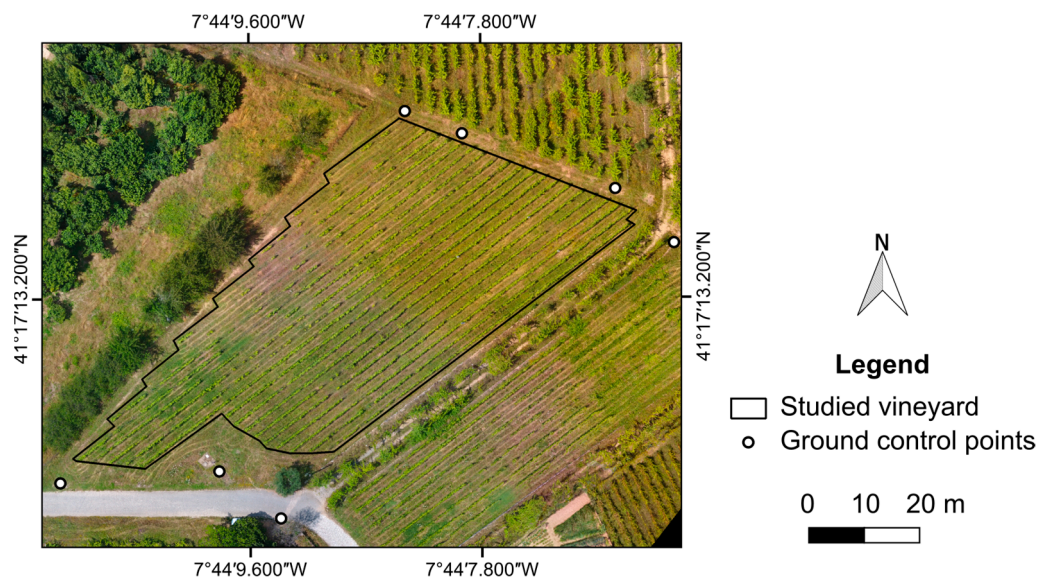 7°44′9.600″W
7°44′7.800″W
41°17′13.200″N
41°17′13.200″N
N
Legend
Studied vineyard
Ground control points
0 10 20 m
7°44′9.600″W
7°44′7.800″W